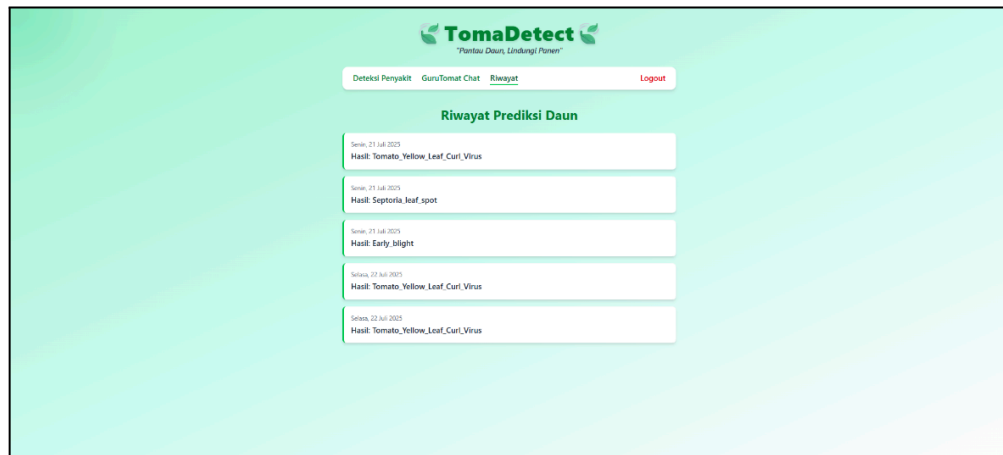 TomaDetect
"Pantau Daun, Lindungi Panen"
Deteksi Penyakit GuruTomat Chat Riwayat Logout
Riwayat Prediksi Daun
Senin, 21 Juli 2025
Hasil: Tomato_Yellow_Leaf_Curl_Virus
Senin, 21 Juli 2025
Hasil: Septoria_leaf_spot
Senin, 21 Juli 2025
Hasil: Early_blight
Selasa, 22 Juli 2025
Hasil: Tomato_Yellow_Leaf_Curl_Virus
Selasa, 22 Juli 2025
Hasil: Tomato_Yellow_Leaf_Curl_Virus